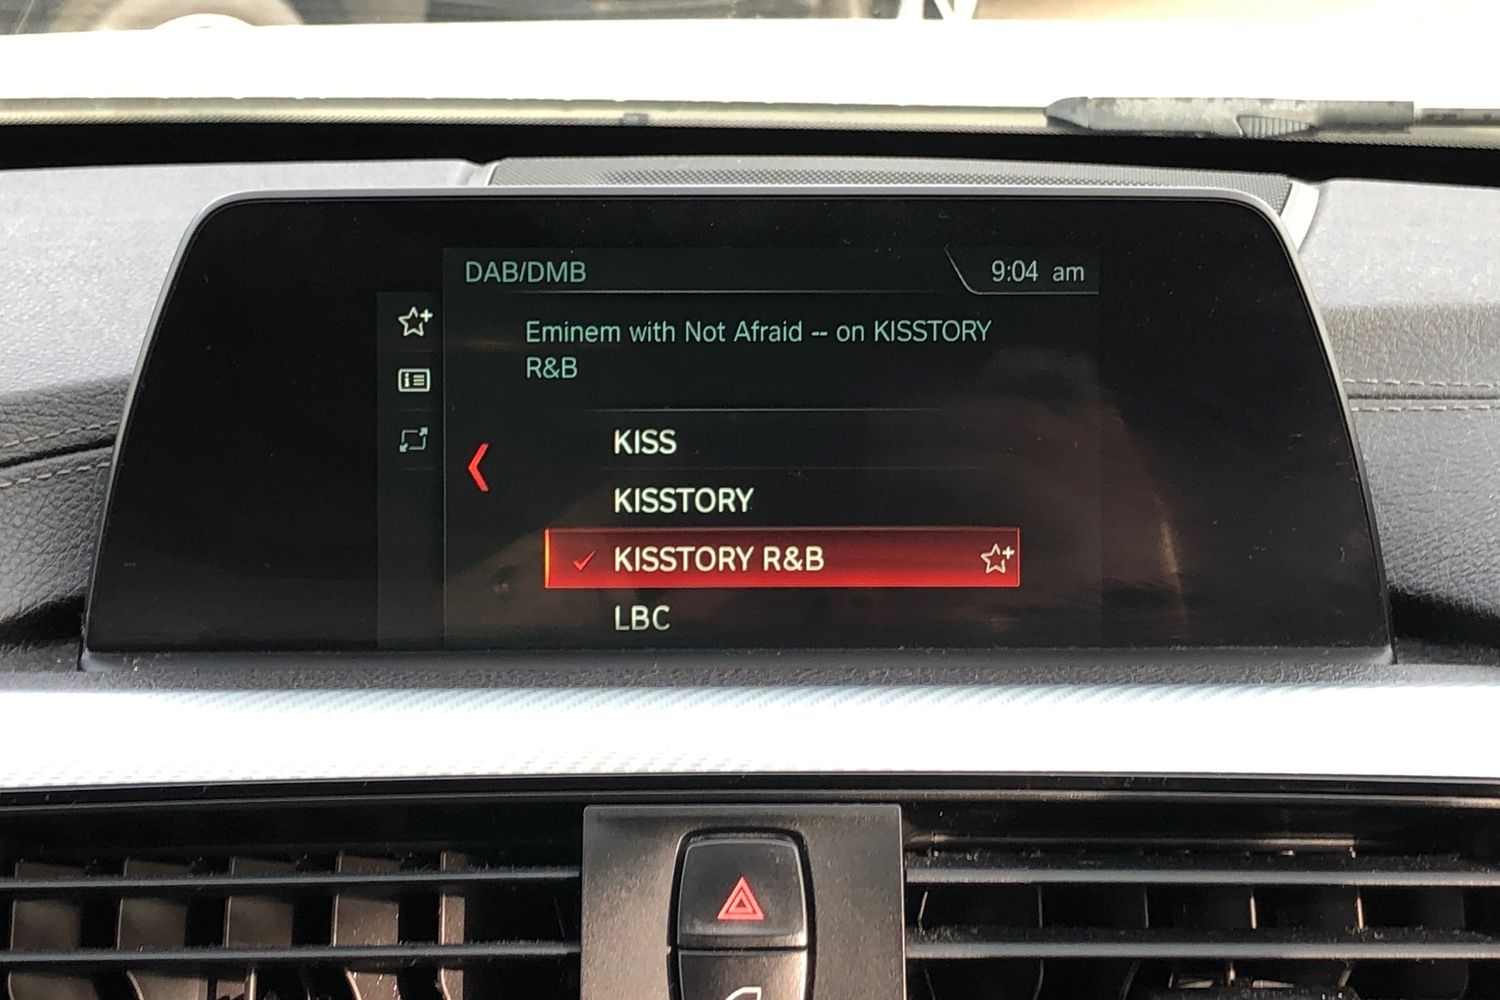 DAB/DMB
9:04 am
Eminem with Not Afraid -- on KISSTORY
R&B
KISS
KISSTORY
KISSTORY R&B
LBC